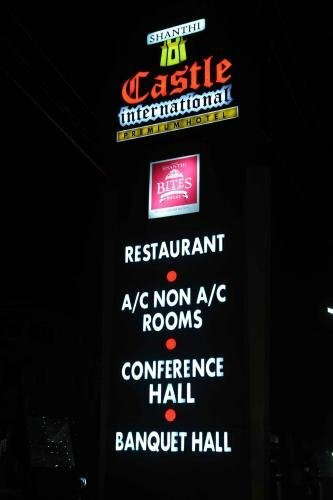 SHANTHI
Castle
international
PREMIUM HOTEL
SHANTHI
BITES
RESTAURANT
A/C NON A/C
ROOMS
CONFERENCE
HALL
BANQUET HALL